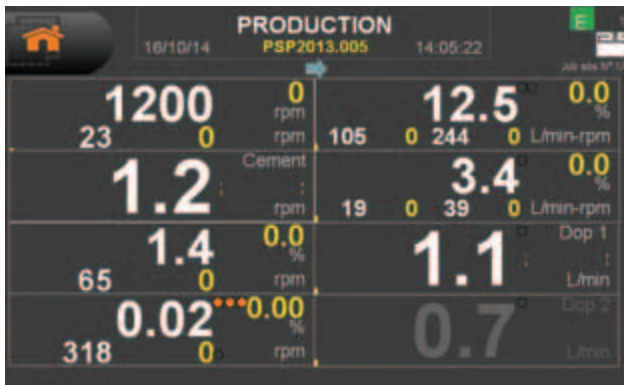 PRODUCTION
E
16/10/14 PSP2013.005 14:05:22
1200 0 rpm
23 0 rpm
12.5 0.0 %
105 0 244 0 L/min-rpm
Cement
1.2 : : rpm
3.4 0.0 %
19 0 39 0 L/min-rpm
1.4 0.0 %
65 0 rpm
Dop 1
1.1 : : L/min
0.02 0.00 %
318 0 rpm
Dop 2
0.7 L/min